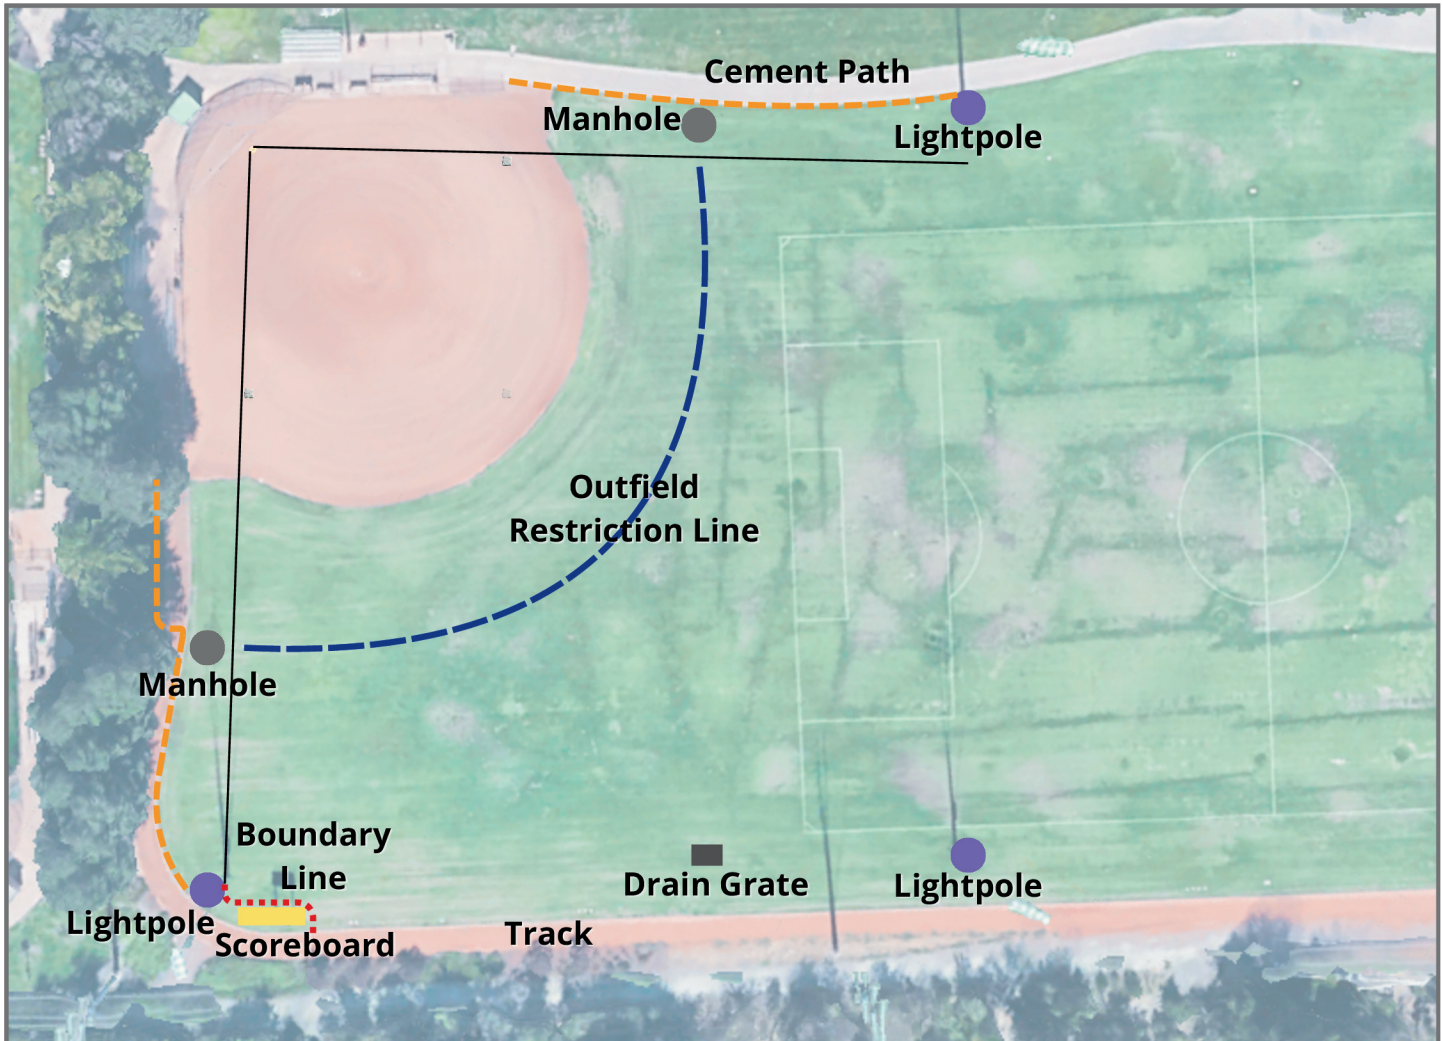 Cement Path
Manhole
Lightpole
Outfield
Restriction Line
Manhole
Boundary
Line
Drain Grate
Lightpole
Lightpole
Scoreboard
Track